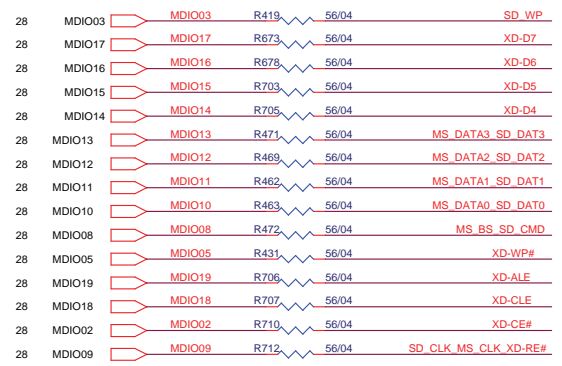 28 MDIO03 MDIO03 R419 56/04 SD_WP
28 MDIO17 MDIO17 R673 56/04 XD-D7
28 MDIO16 MDIO16 R678 56/04 XD-D6
28 MDIO15 MDIO15 R703 56/04 XD-D5
28 MDIO14 MDIO14 R705 56/04 XD-D4
28 MDIO13 MDIO13 R471 56/04 MS_DATA3_SD_DAT3
28 MDIO12 MDIO12 R469 56/04 MS_DATA2_SD_DAT2
28 MDIO11 MDIO11 R462 56/04 MS_DATA1_SD_DAT1
28 MDIO10 MDIO10 R463 56/04 MS_DATA0_SD_DAT0
28 MDIO08 MDIO08 R472 56/04 MS_BS_SD_CMD
28 MDIO05 MDIO05 R431 56/04 XD-WP#
28 MDIO19 MDIO19 R706 56/04 XD-ALE
28 MDIO18 MDIO18 R707 56/04 XD-CLE
28 MDIO02 MDIO02 R710 56/04 XD-CE#
28 MDIO09 MDIO09 R712 56/04 SD_CLK_MS_CLK_XD-RE#